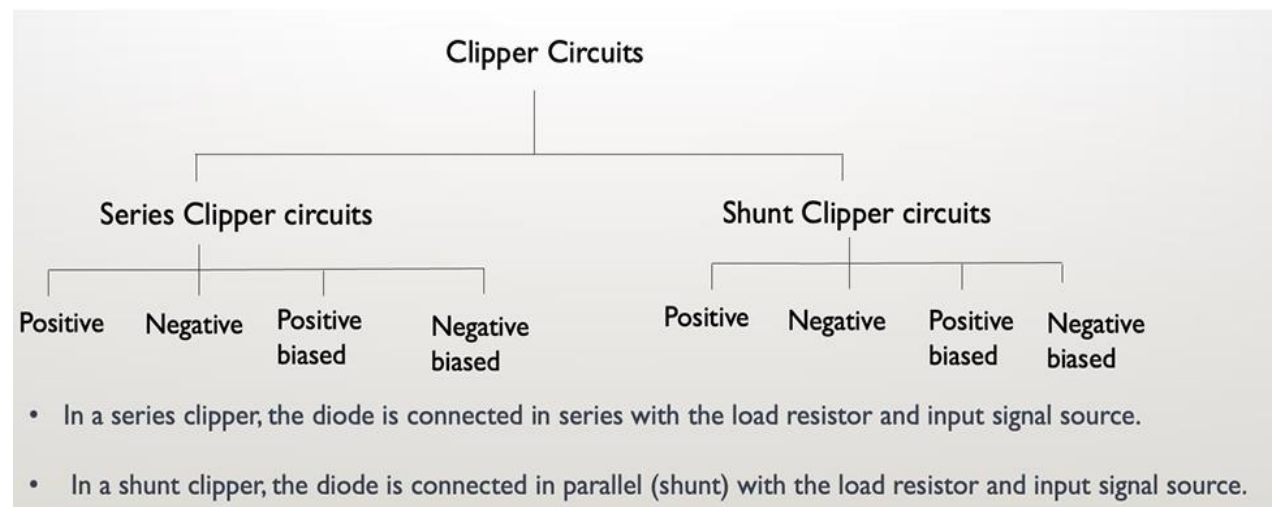 Clipper Circuits
Series Clipper circuits
Shunt Clipper circuits
Positive
Negative
Positive
biased
Negative
biased
Positive
Negative
Positive
biased
Negative
biased
• In a series clipper, the diode is connected in series with the load resistor and input signal source.
• In a shunt clipper, the diode is connected in parallel (shunt) with the load resistor and input signal source.